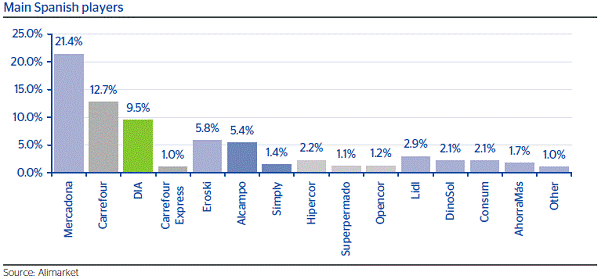 Main Spanish players
25.0%
20.0%
15.0%
10.0%
5.0%
0.0%
21.4%
12.7%
9.5%
1.0%
5.8%
5.4%
1.4%
2.2%
1.1%
1.2%
2.9%
2.1%
2.1%
1.7%
1.0%
Mercadona
Carrefour
DIA
Carrefour
Express
Eroski
Alcampo
Simply
Hipercor
Superpermado
Opencor
Lidl
DinoSol
Consum
AhorraMás
Other
Source: Alimarket